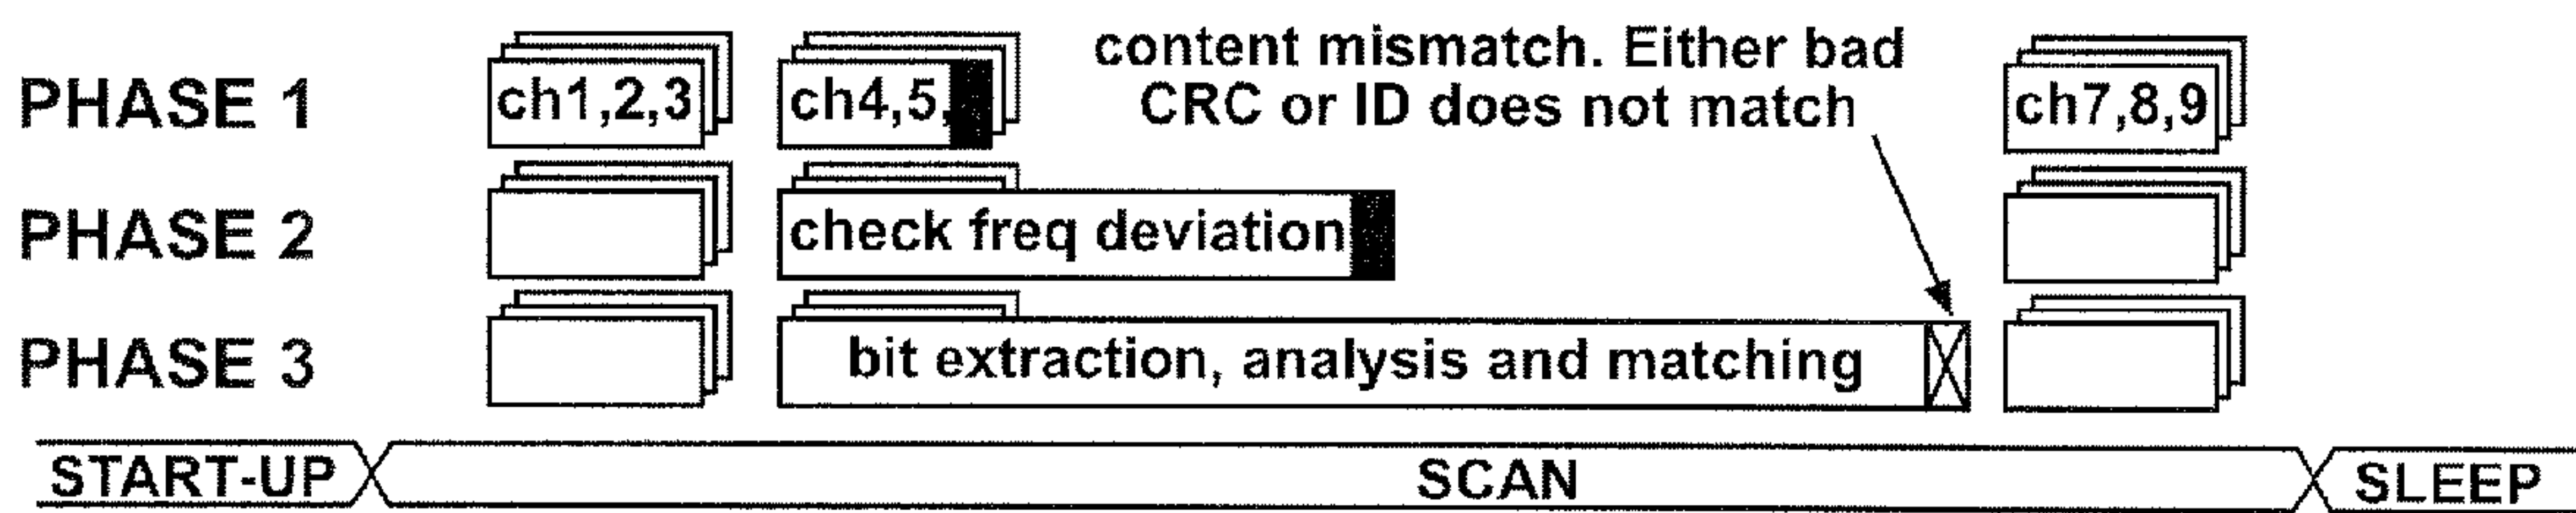 content mismatch. Either bad
CRC or ID does not match
PHASE 1
ch1,2,3
ch4,5,
ch7,8,9
PHASE 2
check freq deviation
PHASE 3
bit extraction, analysis and matching
START-UP
SCAN
SLEEP